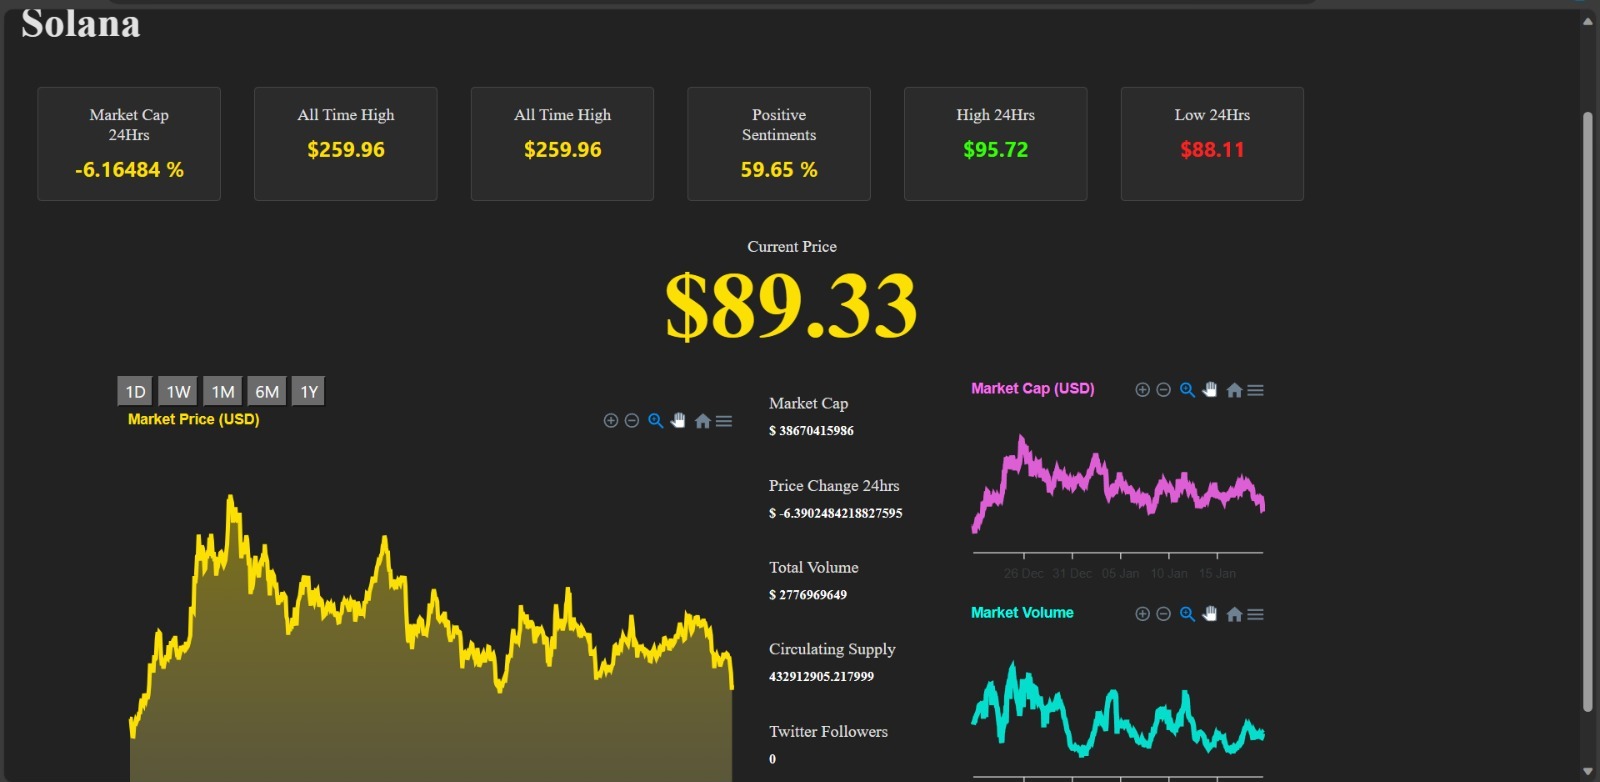 Solana
Market Cap
24Hrs
-6.16484 %
All Time High
$259.96
All Time High
$259.96
Positive
Sentiments
59.65 %
High 24Hrs
$95.72
Low 24Hrs
$88.11
Current Price
$89.33
1D 1W 1M 6M 1Y
Market Price (USD)
Market Cap
$ 38670415986
Price Change 24hrs
$ -6.3902484218827595
Total Volume
$ 2776969649
Circulating Supply
432912905.217999
Twitter Followers
0
Market Cap (USD)
26 Dec 31 Dec 05 Jan 10 Jan 15 Jan
Market Volume